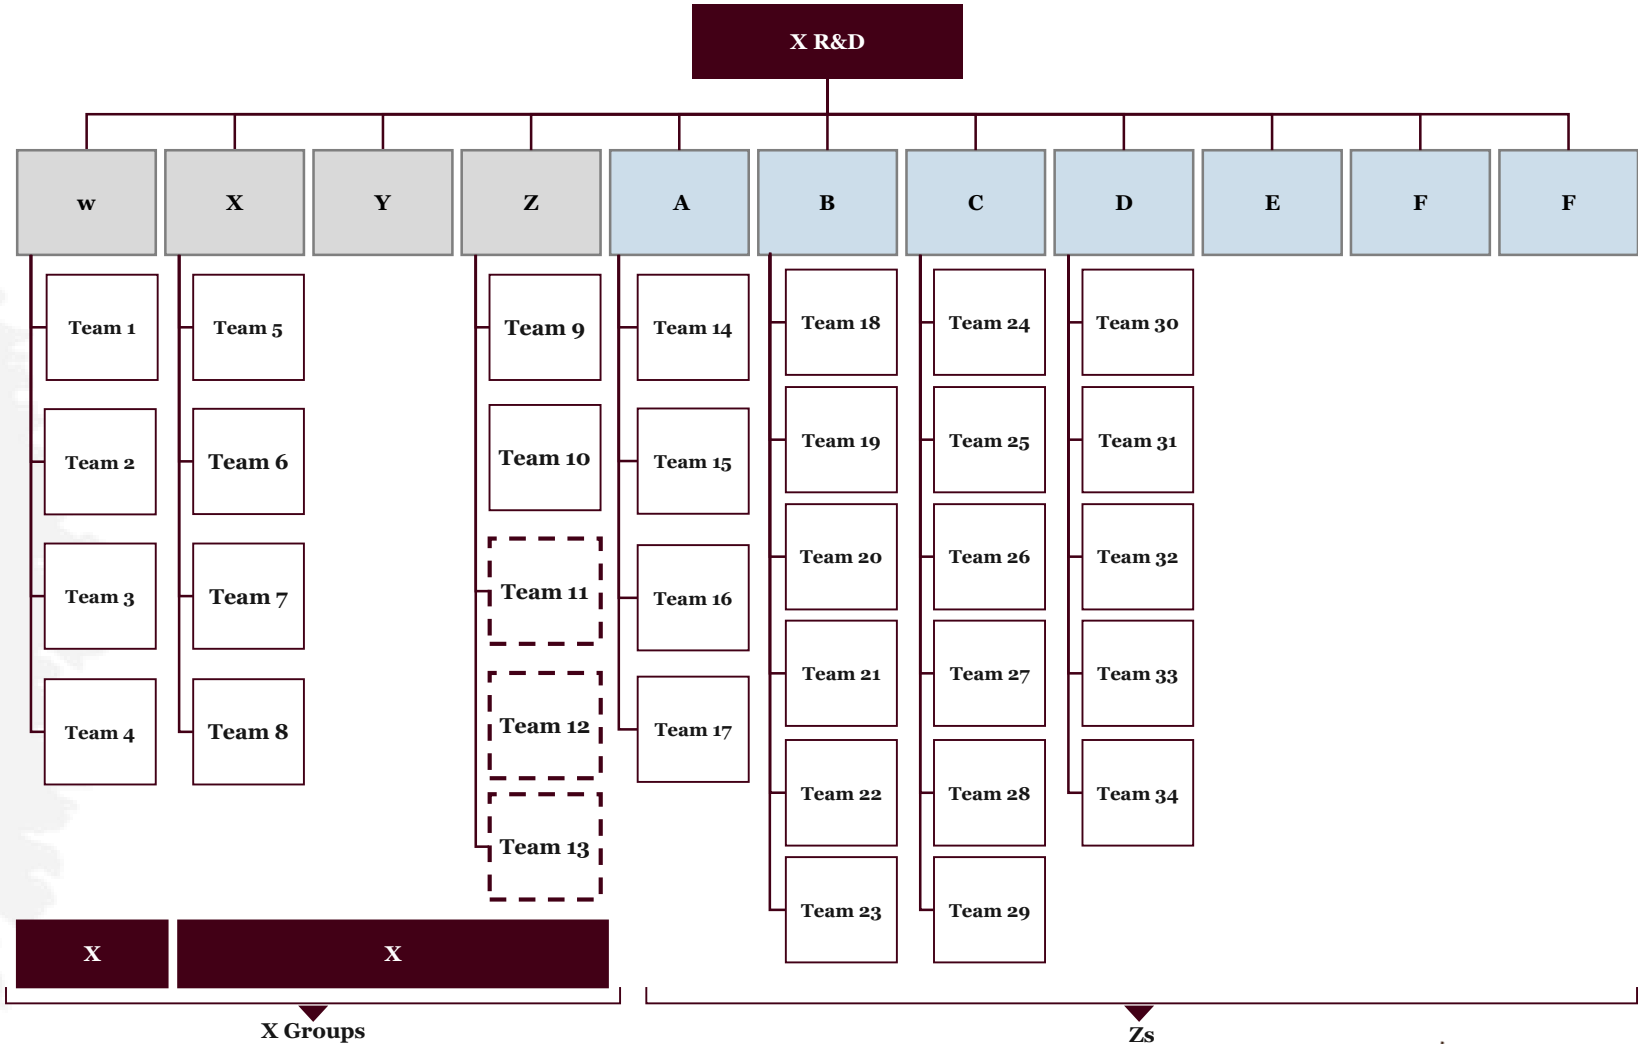 X R&D
w
X
Y
Z
A
B
C
D
E
F
F
Team 1
Team 2
Team 3
Team 4
Team 5
Team 6
Team 7
Team 8
Team 9
Team 10
Team 11
Team 12
Team 13
Team 14
Team 15
Team 16
Team 17
Team 18
Team 19
Team 20
Team 21
Team 22
Team 23
Team 24
Team 25
Team 26
Team 27
Team 28
Team 29
Team 30
Team 31
Team 32
Team 33
Team 34
X
X
X Groups
Zs